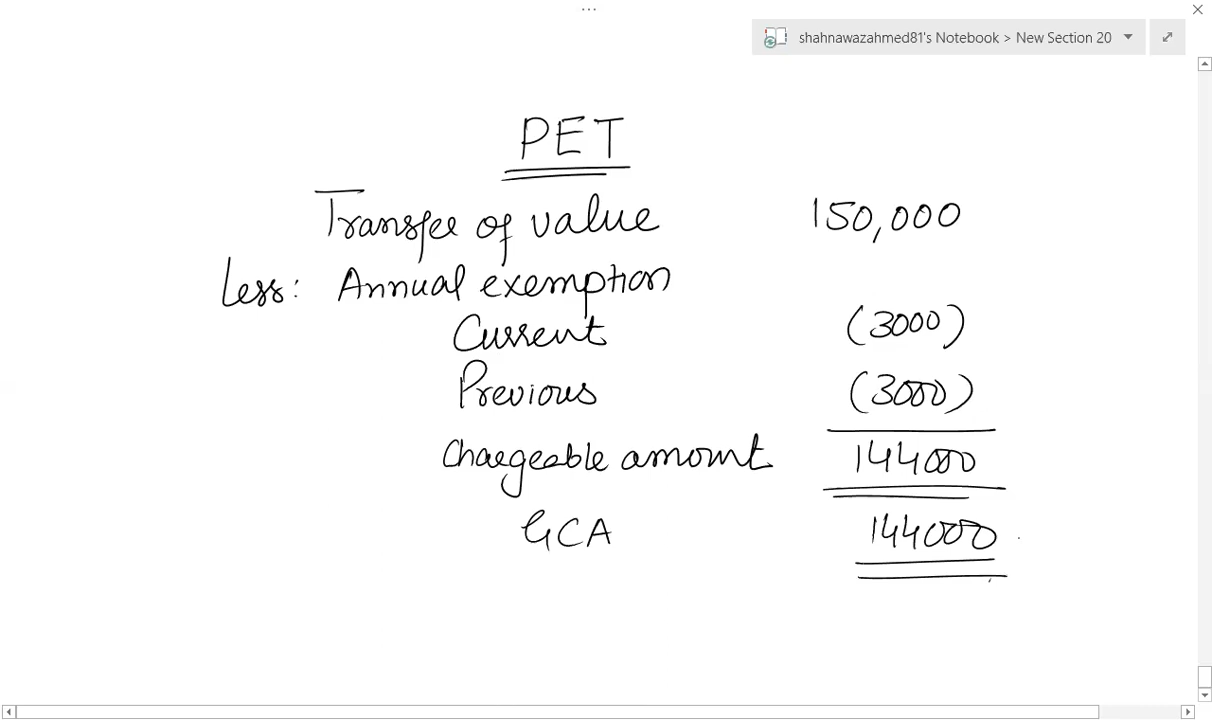 shahnawazahmed81's Notebook > New Section 20
PET
Transfer of value 150,000
Less: Annual exemption
Current (3000)
Previous (3000)
Chargeable amount 144000
GCA 144000